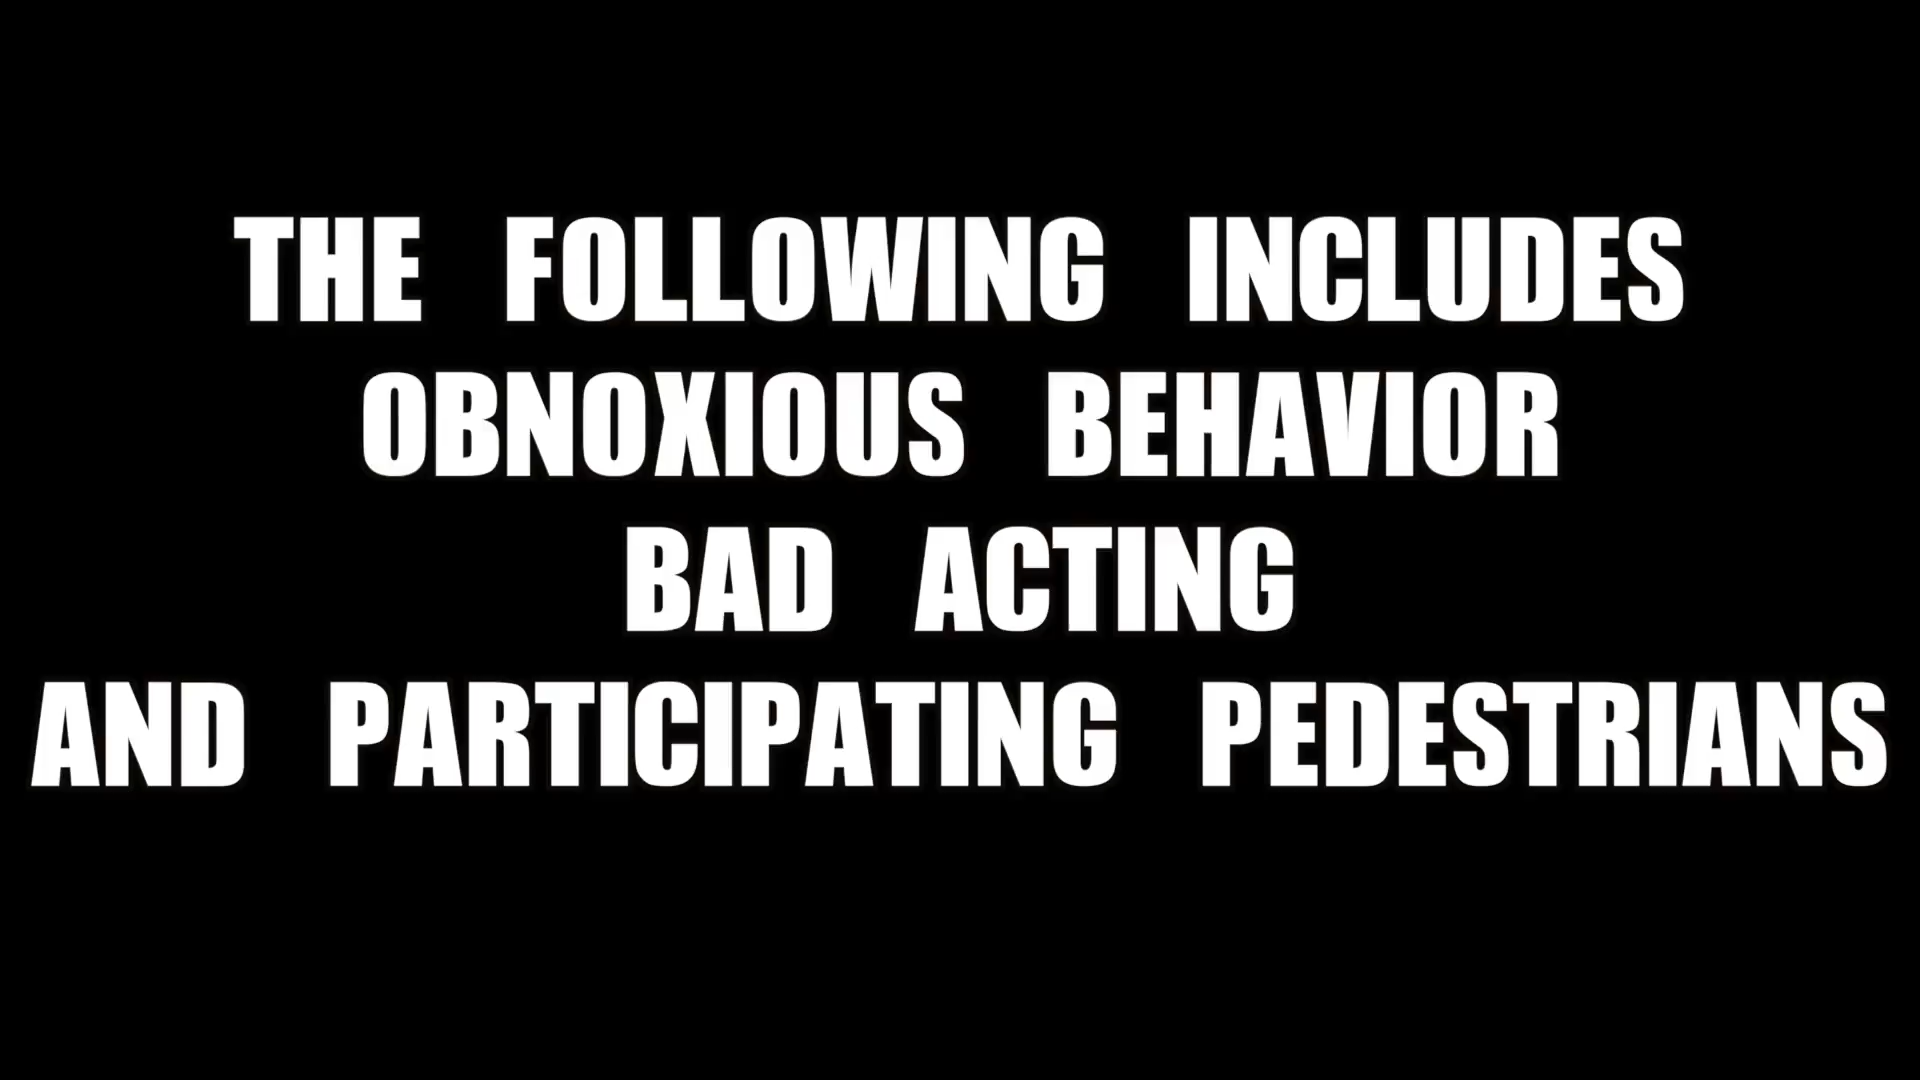 THE FOLLOWING INCLUDES
OBNOXIOUS BEHAVIOR
BAD ACTING
AND PARTICIPATING PEDESTRIANS